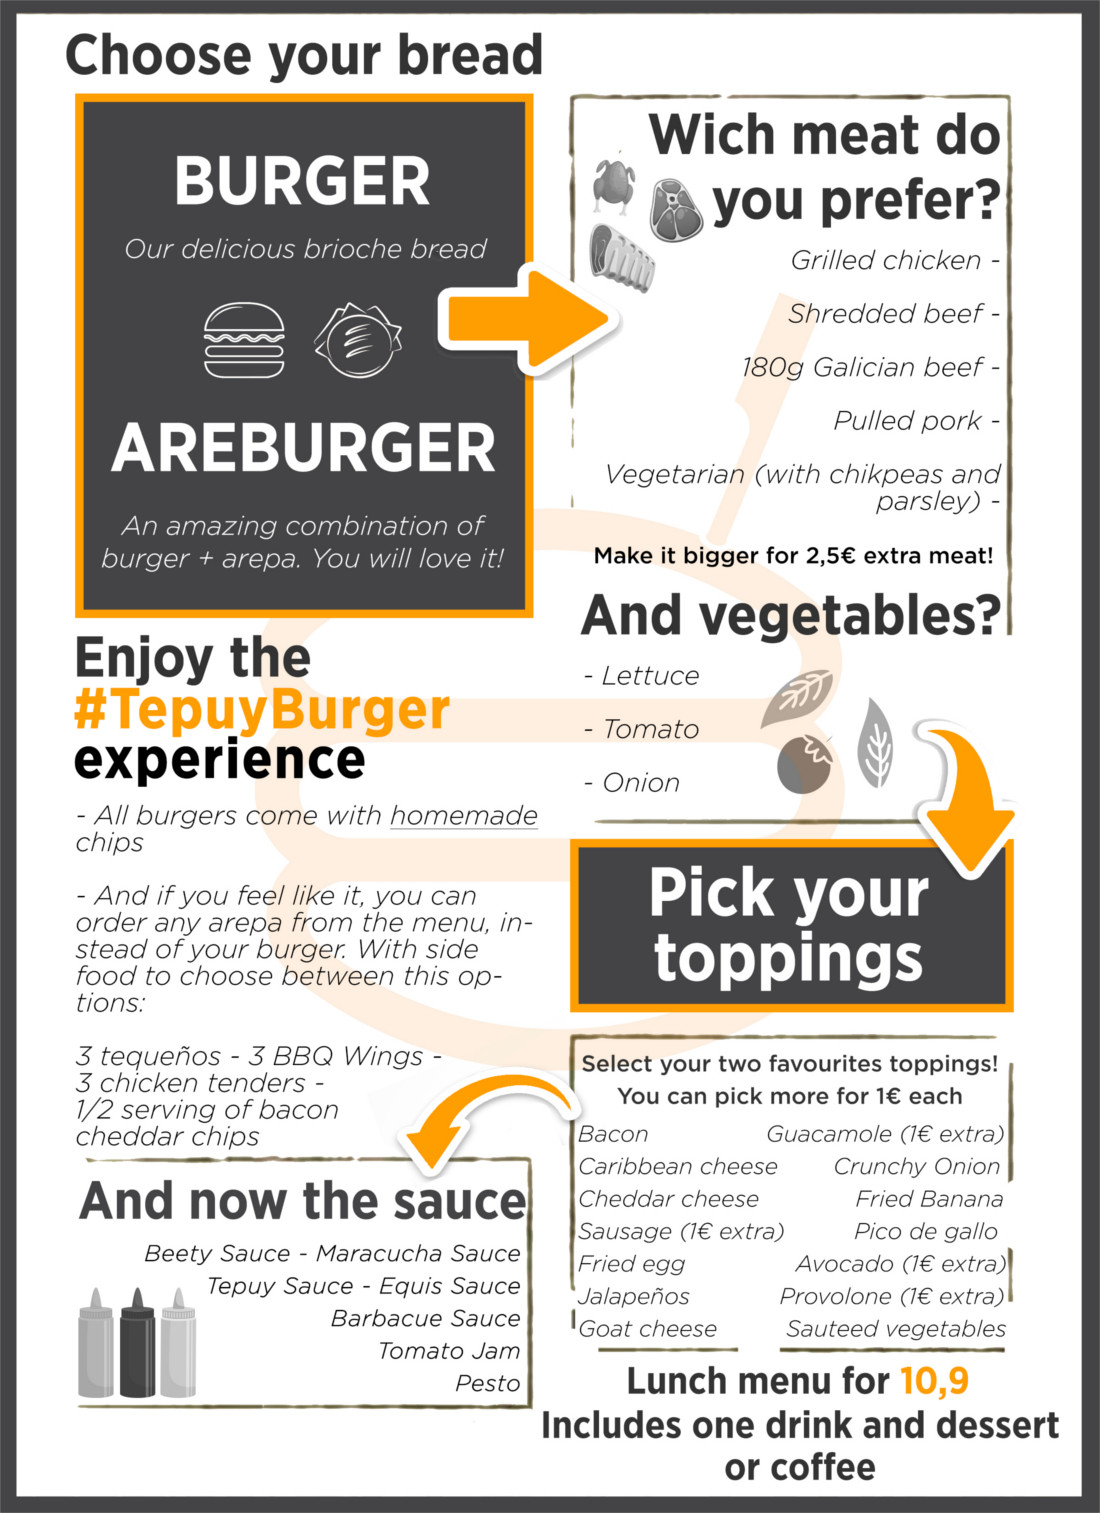 Choose your bread
BURGER
Our delicious brioche bread
AREBURGER
An amazing combination of
burger + arepa. You will love it!
Wich meat do
you prefer?
Grilled chicken -
Shredded beef -
180g Galician beef -
Pulled pork -
Vegetarian (with chikpeas and
parsley) -
Make it bigger for 2,5€ extra meat!
And vegetables?
- Lettuce
- Tomato
- Onion
Enjoy the
#TepuyBurger
experience
- All burgers come with homemade
chips
- And if you feel like it, you can
order any arepa from the menu, in-
stead of your burger. With side
food to choose between this op-
tions:
3 tequeños - 3 BBQ Wings -
3 chicken tenders -
1/2 serving of bacon
cheddar chips
Pick your
toppings
Select your two favourites toppings!
You can pick more for 1€ each
Bacon
Caribbean cheese
Cheddar cheese
Sausage (1€ extra)
Fried egg
Jalapeños
Goat cheese
Guacamole (1€ extra)
Crunchy Onion
Fried Banana
Pico de gallo
Avocado (1€ extra)
Provolone (1€ extra)
Sauteed vegetables
And now the sauce
Beety Sauce - Maracucha Sauce
Tepuy Sauce - Equis Sauce
Barbacue Sauce
Tomato Jam
Pesto
Lunch menu for 10,9
Includes one drink and dessert
or coffee